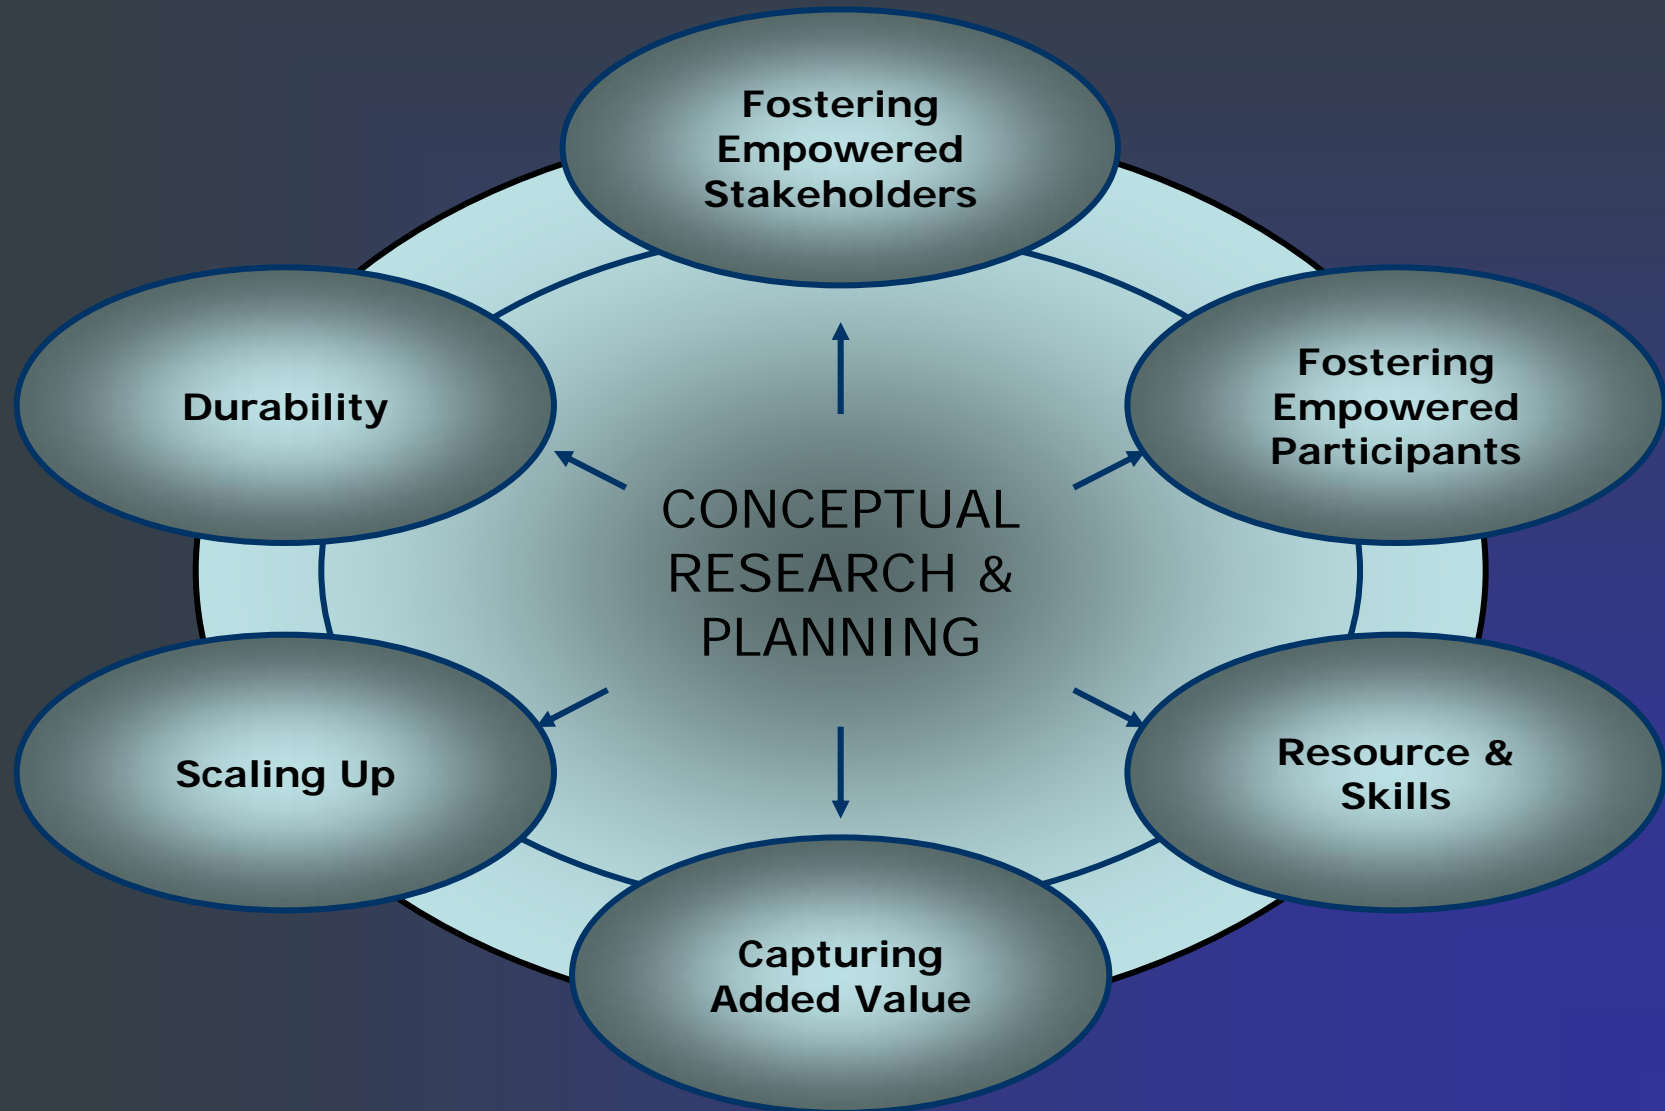 Fostering
Empowered
Stakeholders
Fostering
Empowered
Participants
Durability
CONCEPTUAL
RESEARCH &
PLANNING
Resource &
Skills
Scaling Up
Capturing
Added Value